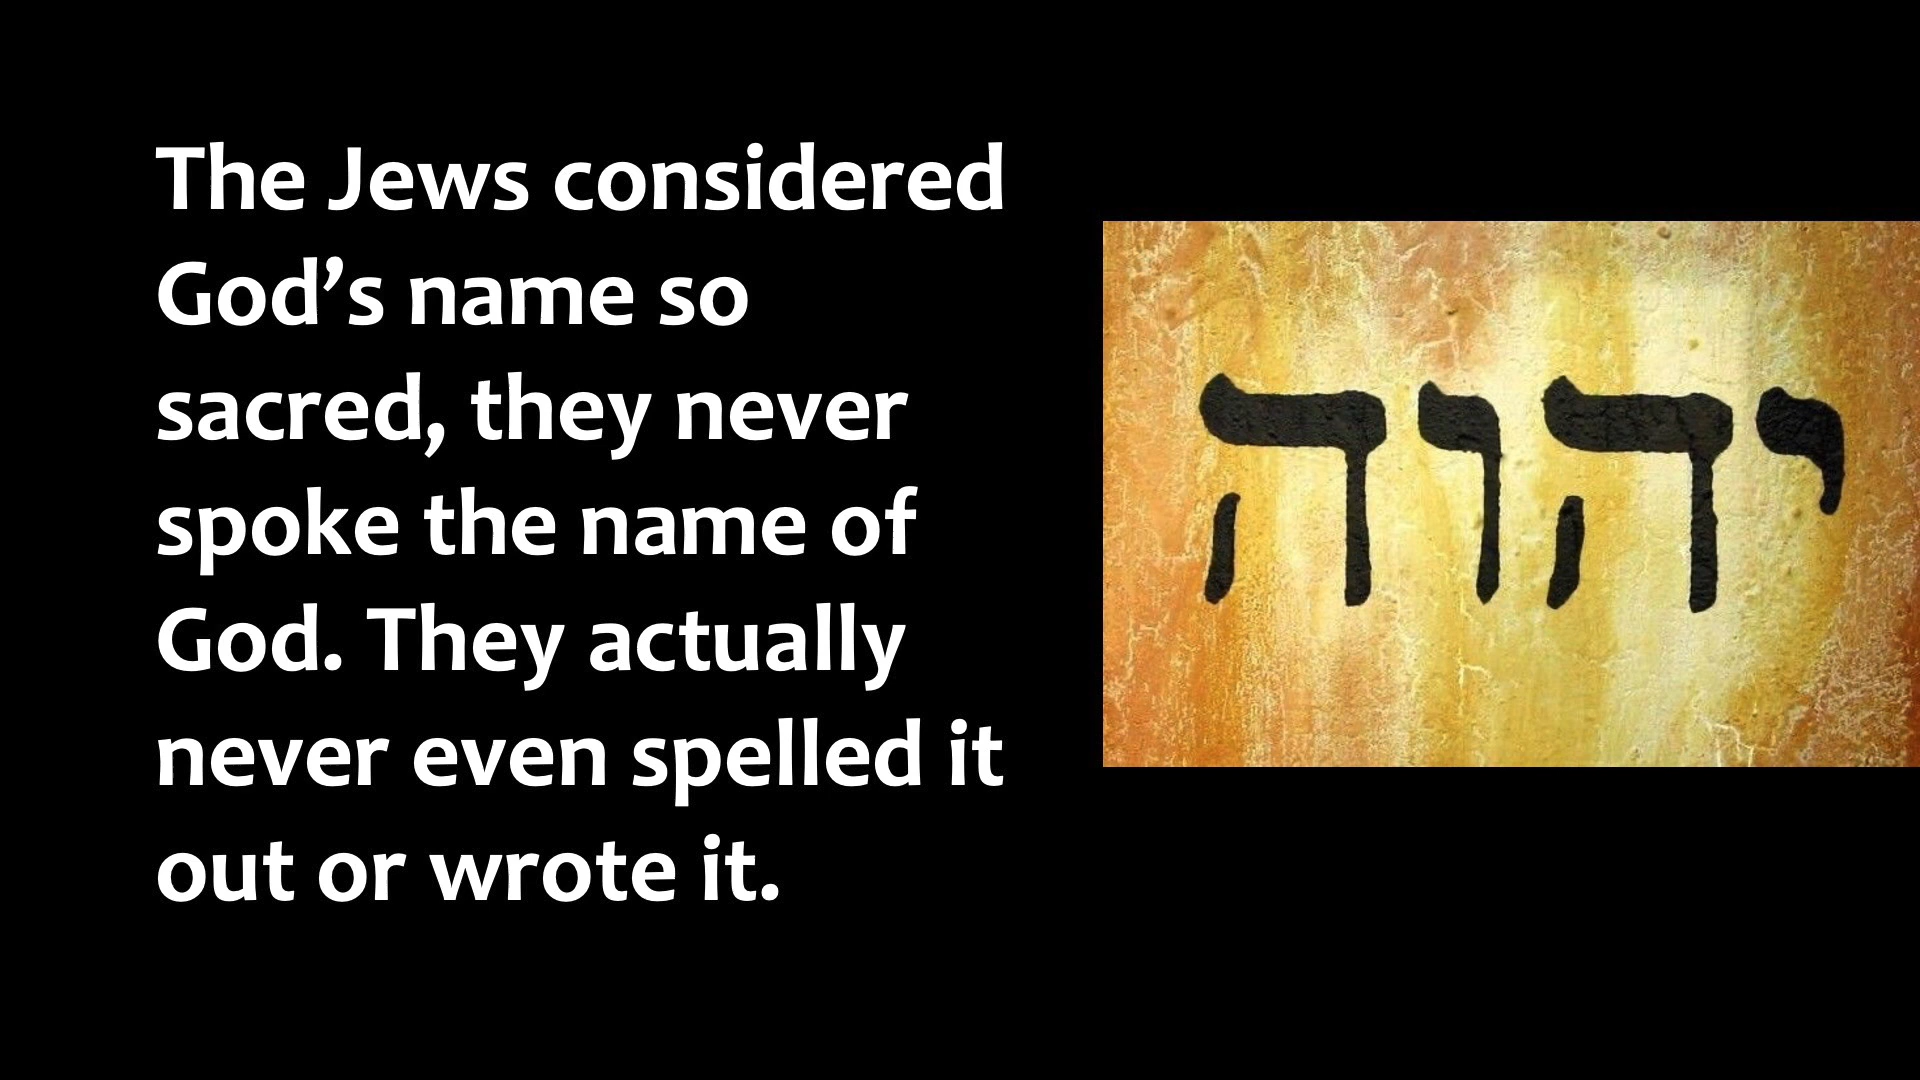 The Jews considered
God’s name so
sacred, they never
spoke the name of
God. They actually
never even spelled it
out or wrote it.
יהוה